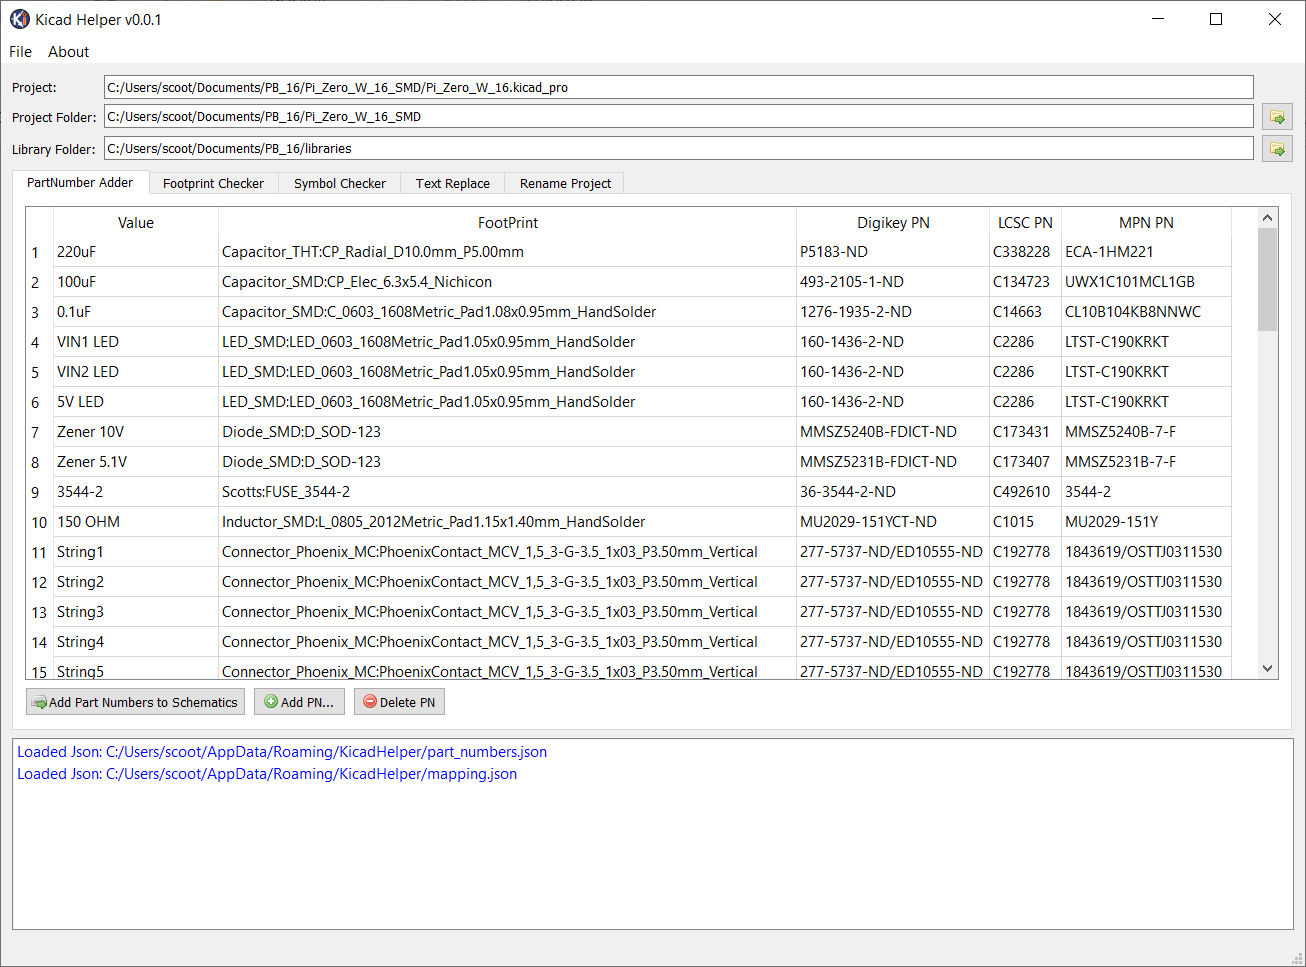 Kicad Helper v0.0.1
File About
Project: C:/Users/scoot/Documents/PB_16/Pi_Zero_W_16_SMD/Pi_Zero_W_16.kicad_pro
Project Folder: C:/Users/scoot/Documents/PB_16/Pi_Zero_W_16_SMD
Library Folder: C:/Users/scoot/Documents/PB_16/libraries
PartNumber Adder Footprint Checker Symbol Checker Text Replace Rename Project
Value FootPrint Digikey PN LCSC PN MPN PN
1 220uF Capacitor_THT:CP_Radial_D10.0mm_P5.00mm P5183-ND C338228 ECA-1HM221
2 100uF Capacitor_SMD:CP_Elec_6.3x5.4_Nichicon 493-2105-1-ND C134723 UWX1C101MCL1GB
3 0.1uF Capacitor_SMD:C_0603_1608Metric_Pad1.08x0.95mm_HandSolder 1276-1935-2-ND C14663 CL10B104KB8NNWC
4 VIN1 LED LED_SMD:LED_0603_1608Metric_Pad1.05x0.95mm_HandSolder 160-1436-2-ND C2286 LTST-C190KRKT
5 VIN2 LED LED_SMD:LED_0603_1608Metric_Pad1.05x0.95mm_HandSolder 160-1436-2-ND C2286 LTST-C190KRKT
6 5V LED LED_SMD:LED_0603_1608Metric_Pad1.05x0.95mm_HandSolder 160-1436-2-ND C2286 LTST-C190KRKT
7 Zener 10V Diode_SMD:D_SOD-123 MMSZ5240B-FDICT-ND C173431 MMSZ5240B-7-F
8 Zener 5.1V Diode_SMD:D_SOD-123 MMSZ5231B-FDICT-ND C173407 MMSZ5231B-7-F
9 3544-2 Scotts:FUSE_3544-2 36-3544-2-ND C492610 3544-2
10 150 OHM Inductor_SMD:L_0805_2012Metric_Pad1.15x1.40mm_HandSolder MU2029-151YCT-ND C1015 MU2029-151Y
11 String1 Connector_Phoenix_MC:PhoenixContact_MCV_1,5_3-G-3.5_1x03_P3.50mm_Vertical 277-5737-ND/ED10555-ND C192778 1843619/OSTTJ0311530
12 String2 Connector_Phoenix_MC:PhoenixContact_MCV_1,5_3-G-3.5_1x03_P3.50mm_Vertical 277-5737-ND/ED10555-ND C192778 1843619/OSTTJ0311530
13 String3 Connector_Phoenix_MC:PhoenixContact_MCV_1,5_3-G-3.5_1x03_P3.50mm_Vertical 277-5737-ND/ED10555-ND C192778 1843619/OSTTJ0311530
14 String4 Connector_Phoenix_MC:PhoenixContact_MCV_1,5_3-G-3.5_1x03_P3.50mm_Vertical 277-5737-ND/ED10555-ND C192778 1843619/OSTTJ0311530
15 String5 Connector_Phoenix_MC:PhoenixContact_MCV_1,5_3-G-3.5_1x03_P3.50mm_Vertical 277-5737-ND/ED10555-ND C192778 1843619/OSTTJ0311530
Add Part Numbers to Schematics Add PN... Delete PN
Loaded Json: C:/Users/scoot/AppData/Roaming/KicadHelper/part_numbers.json
Loaded Json: C:/Users/scoot/AppData/Roaming/KicadHelper/mapping.json